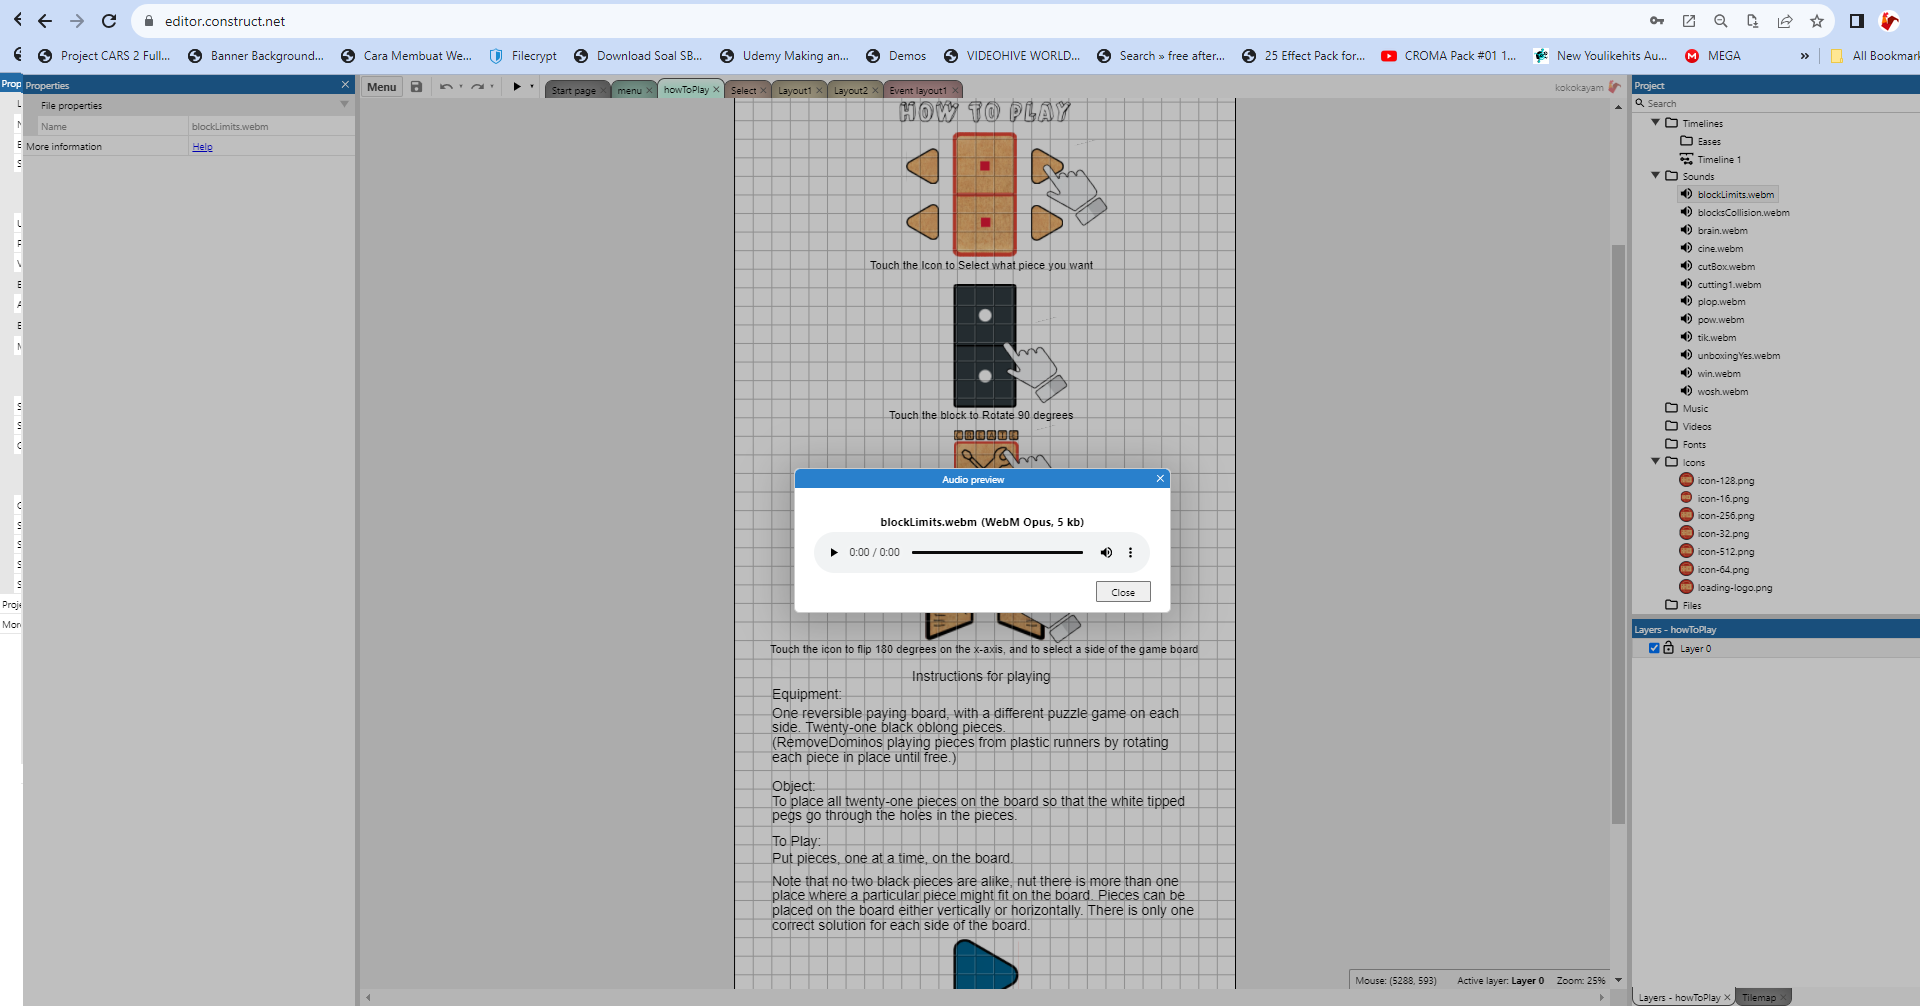 editor.construct.net
Project CARS 2 Full...
Banner Background...
Cara Membuat We...
Filecrypt
Download Soal SB...
Udemy Making an...
Demos
VIDEOHIVE WORLD...
Search » free after...
25 Effect Pack for...
CROMA Pack #01 1...
New Youlikehits Au...
MEGA
»
All Bookmar
Prop
Properties
File properties
Name
blockLimits.webm
More information
Help
Proje
Mor
Menu
Start page
menu
howToPlay
Select
Layout1
Layout2
Event layout1
kokokayam
HOW TO PLAY
Touch the Icon to Select what piece you want
Touch the block to Rotate 90 degrees
CREATE
Audio preview
blockLimits.webm (WebM Opus, 5 kb)
0:00 / 0:00
Close
Touch the icon to flip 180 degrees on the x-axis, and to select a side of the game board
Instructions for playing
Equipment:
One reversible paying board, with a different puzzle game on each
side. Twenty-one black oblong pieces.
(RemoveDominos playing pieces from plastic runners by rotating
each piece in place until free.)
Object:
To place all twenty-one pieces on the board so that the white tipped
pegs go through the holes in the pieces.
To Play:
Put pieces, one at a time, on the board.
Note that no two black pieces are alike, nut there is more than one
place where a particular piece might fit on the board. Pieces can be
placed on the board either vertically or horizontally. There is only one
correct solution for each side of the board.
Mouse: (5288, 593)
Active layer: Layer 0
Zoom: 25%
Project
Search
Timelines
Eases
Timeline 1
Sounds
blockLimits.webm
blocksCollision.webm
brain.webm
cine.webm
cutBox.webm
cutting1.webm
plop.webm
pow.webm
tik.webm
unboxingYes.webm
win.webm
wosh.webm
Music
Videos
Fonts
Icons
icon-128.png
icon-16.png
icon-256.png
icon-32.png
icon-512.png
icon-64.png
loading-logo.png
Files
Layers - howToPlay
Layer 0
Layers - howToPlay
Tilemap